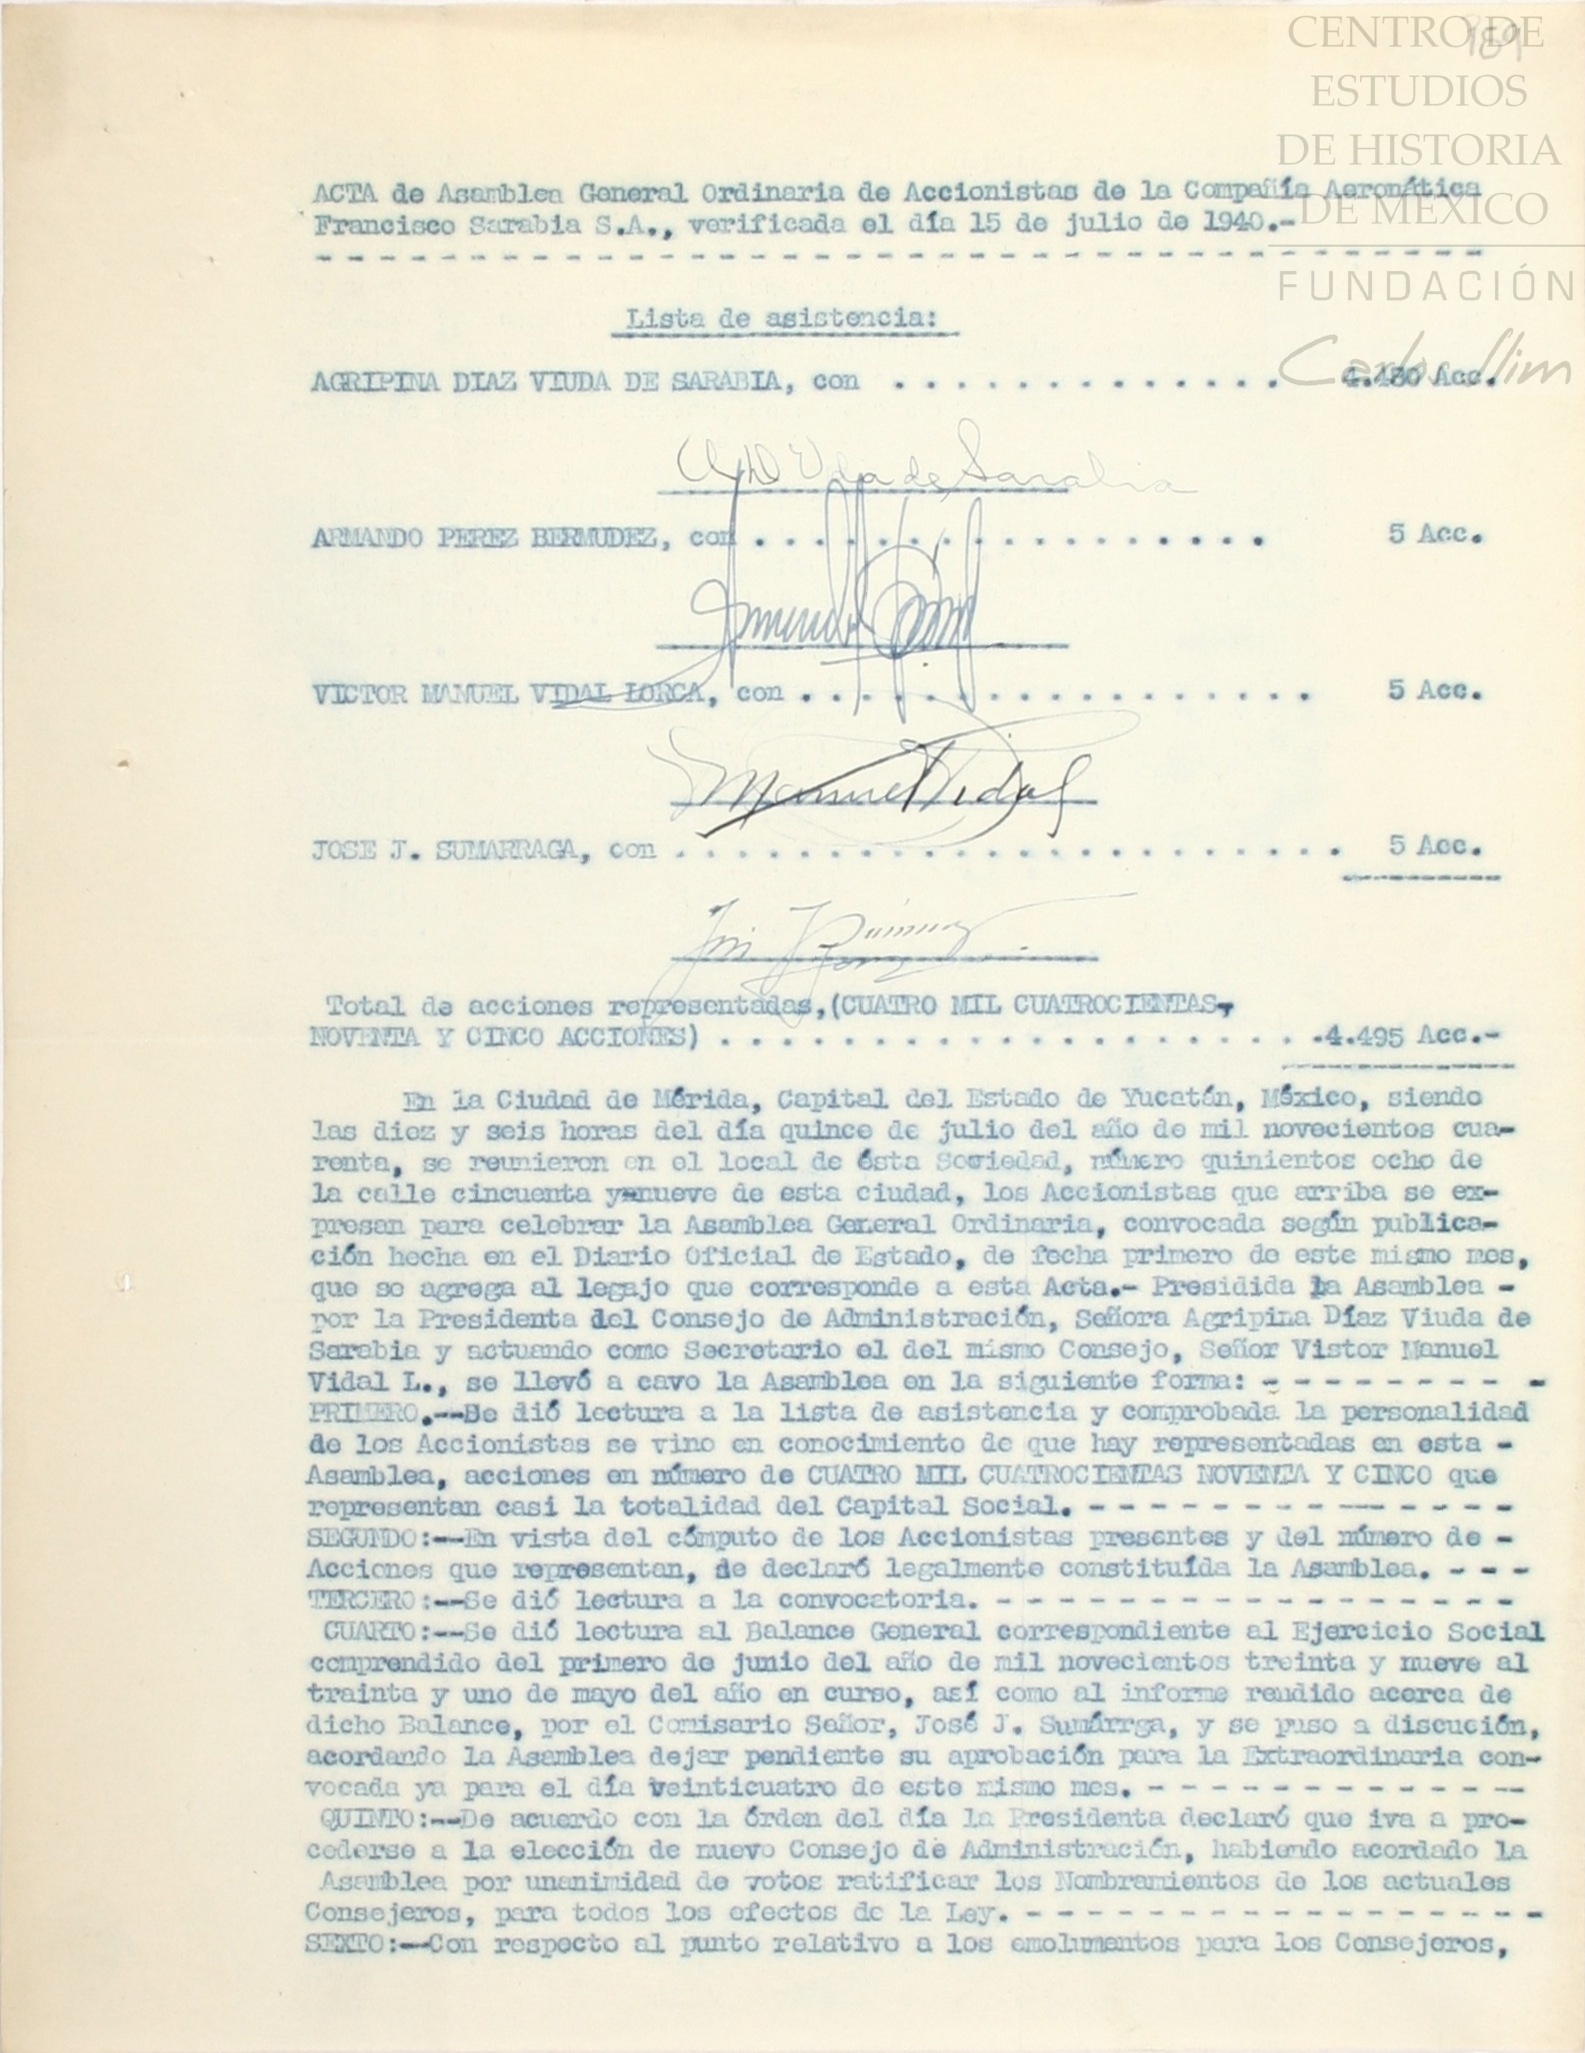 CENTRO DE
ESTUDIOS
DE HISTORIA
DE MÉXICO
FUNDACIÓN
Carlos Slim
189
ACTA de Asamblea General Ordinaria de Accionistas de la Compañía Aeronática
Francisco Sarabia S.A., verificada el día 15 de julio de 1940.-
Lista de asistencia:
AGRIPINA DIAZ VIUDA DE SARABIA, con . . . . . . . . . . . . . 4.480 Acc.
Vda de Sarabia
ARMANDO PEREZ BERMUDEZ, con . . . . . . . . . . . . . . . . . 5 Acc.
VICTOR MANUEL VIDAL LORCA, con . . . . . . . . . . . . . . . . . 5 Acc.
Manuel Vidal
JOSE J. SUMARRAGA, con . . . . . . . . . . . . . . . . . . . . . . 5 Acc.
Total de acciones representadas,(CUATRO MIL CUATROCIENTAS-
NOVENTA Y CINCO ACCIONES) . . . . . . . . . . . . . . . . . . . .4.495 Acc.-
En la Ciudad de Mérida, Capital del Estado de Yucatán, México, siendo
las diez y seis horas del día quince de julio del año de mil novecientos cua-
renta, se reunieron en el local de ésta Sociedad, número quinientos ocho de
la calle cincuenta y nueve de esta ciudad, los Accionistas que arriba se ex-
presan para celebrar la Asamblea General Ordinaria, convocada según publica-
ción hecha en el Diario Oficial de Estado, de fecha primero de este mismo mes,
que se agrega al legajo que corresponde a esta Acta.- Presidida la Asamblea -
por la Presidenta del Consejo de Administración, Señora Agripina Díaz Viuda de
Sarabia y actuando como Secretario el del mísmo Consejo, Señor Vistor Manuel
Vidal L., se llevó a cavo la Asamblea en la siguiente forma: - - - - - - - - -
PRIMERO.--Se dió lectura a la lista de asistencia y comprobada la personalidad
de los Accionistas se vino en conocimiento de que hay representadas en esta -
Asamblea, acciones en número de CUATRO MIL CUATROCIENTAS NOVENTA Y CINCO que
representan casi la totalidad del Capital Social. - - - - - - - - - - - - - -
SEGUNDO:--En vista del cómputo de los Accionistas presentes y del número de -
Acciones que representan, se declaró legalmente constituída la Asamblea. - - -
TERCERO:--Se dió lectura a la convocatoria. - - - - - - - - - - - - - - - - -
CUARTO:--Se dió lectura al Balance General correspondiente al Ejercicio Social
comprendido del primero de junio del año de mil novecientos treinta y nueve al
trainta y uno de mayo del año en curso, así como al informe rendido acerca de
dicho Balance, por el Comisario Señor, José J. Sumárrga, y se puso a discución,
acordando la Asamblea dejar pendiente su aprobación para la Extraordinaria con-
vocada ya para el día veinticuatro de este mismo mes. - - - - - - - - - - - - -
QUINTO:--De acuerdo con la órden del día la Presidenta declaró que iva a pro-
cederse a la elección de nuevo Consejo de Administración, habiendo acordado la
Asamblea por unanimidad de votos ratificar los Nombramientos de los actuales
Consejeros, para todos los efectos de la Ley. - - - - - - - - - - - - - - - - -
SEXTO:--Con respecto al punto relativo a los emolumentos para los Consejeros,